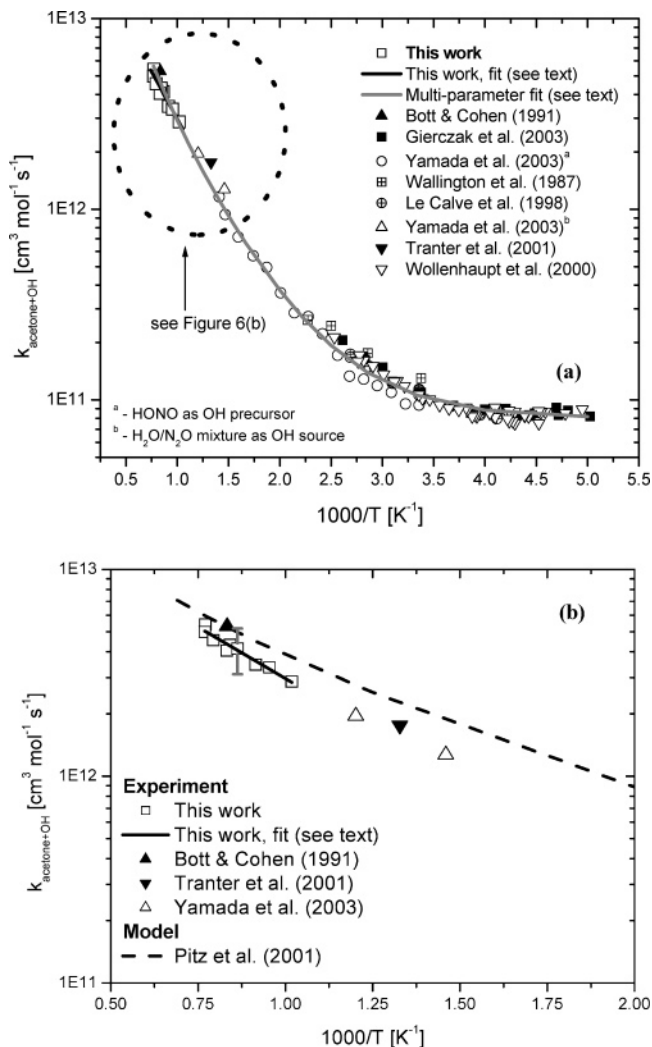 1E13
1E12
1E11
k_acetone+OH [cm³ mol⁻¹ s⁻¹]
This work
This work, fit (see text)
Multi-parameter fit (see text)
Bott & Cohen (1991)
Gierczak et al. (2003)
Yamada et al. (2003)ᵃ
Wallington et al. (1987)
Le Calve et al. (1998)
Yamada et al. (2003)ᵇ
Tranter et al. (2001)
Wollenhaupt et al. (2000)
see Figure 6(b)
(a)
ᵃ - HONO as OH precursor
ᵇ - H₂O/N₂O mixture as OH source
0.5 1.0 1.5 2.0 2.5 3.0 3.5 4.0 4.5 5.0 5.5
1000/T [K⁻¹]
1E13
1E12
1E11
k_acetone+OH [cm³ mol⁻¹ s⁻¹]
(b)
Experiment
This work
This work, fit (see text)
Bott & Cohen (1991)
Tranter et al. (2001)
Yamada et al. (2003)
Model
Pitz et al. (2001)
0.50 0.75 1.00 1.25 1.50 1.75 2.00
1000/T [K⁻¹]